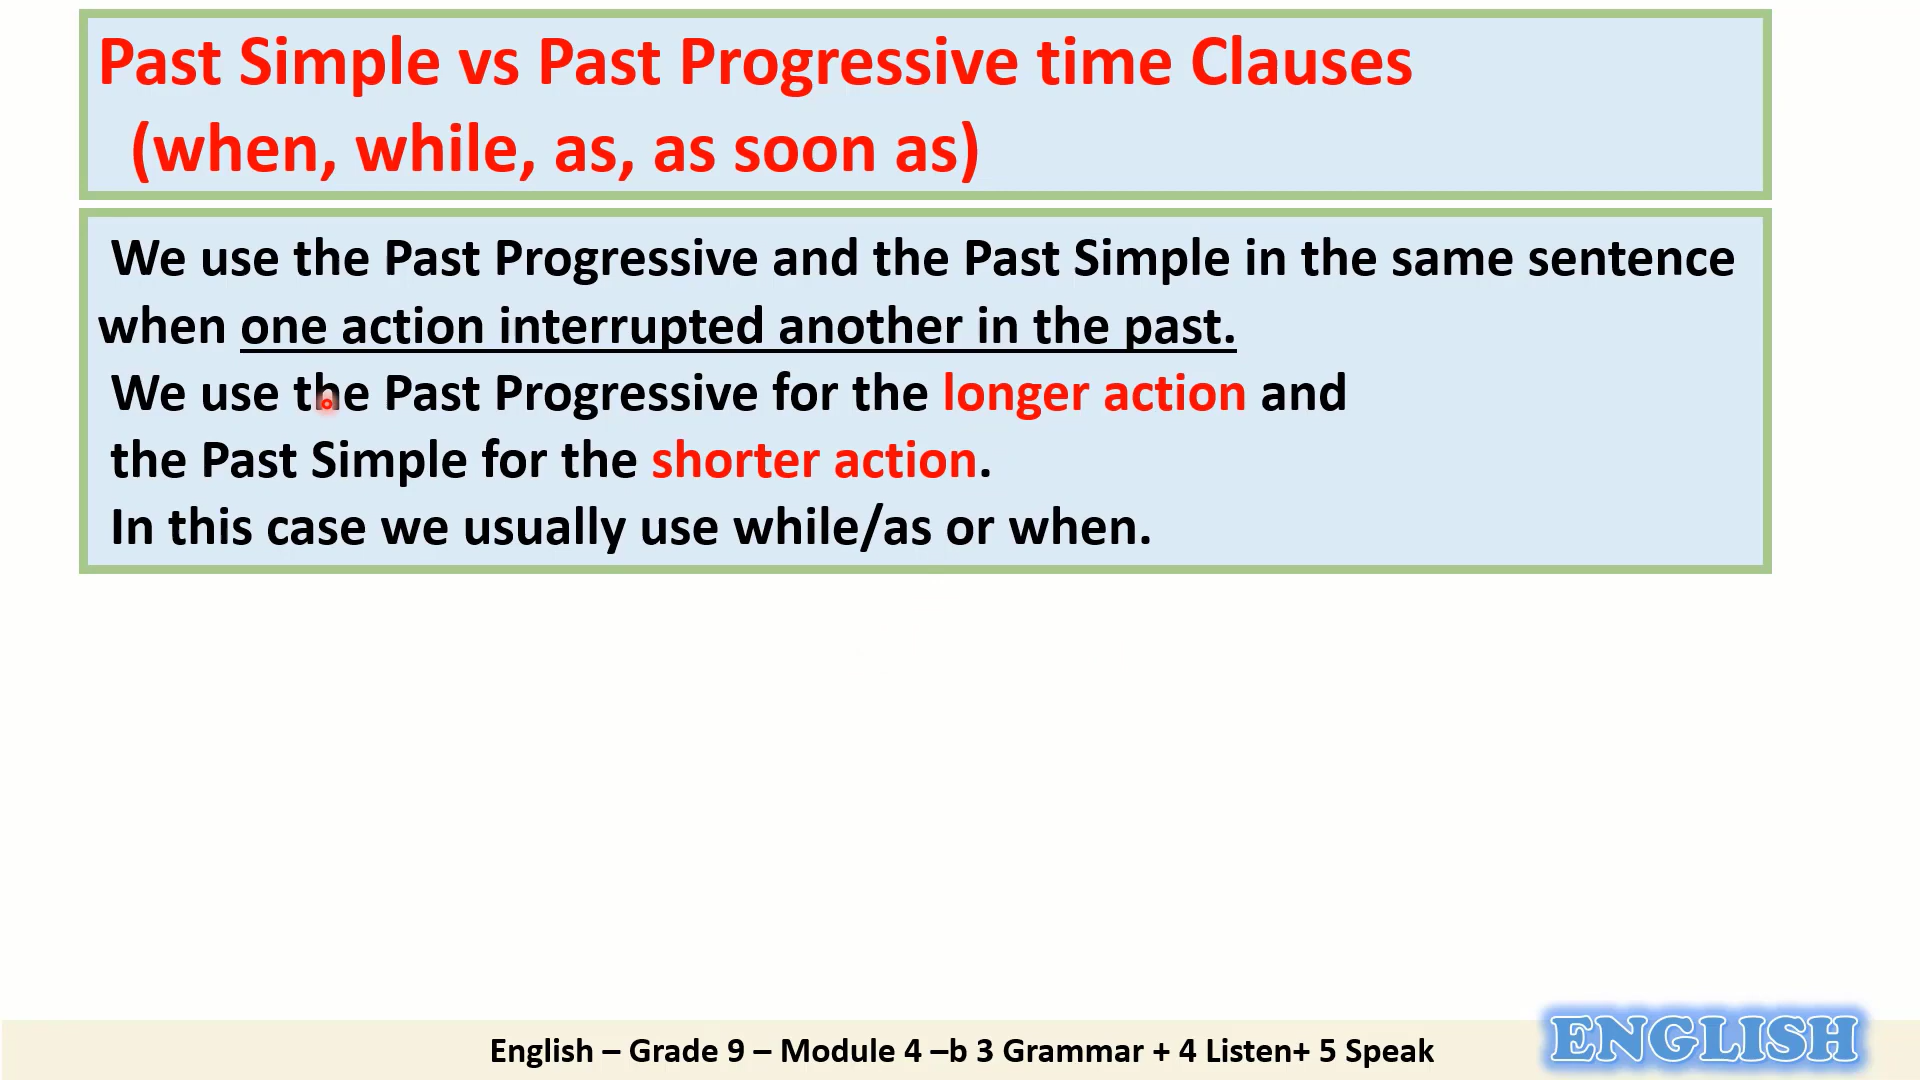 Past Simple vs Past Progressive time Clauses
(when, while, as, as soon as)
We use the Past Progressive and the Past Simple in the same sentence
when one action interrupted another in the past.
We use the Past Progressive for the longer action and
the Past Simple for the shorter action.
In this case we usually use while/as or when.
English – Grade 9 – Module 4 –b 3 Grammar + 4 Listen+ 5 Speak
ENGLISH